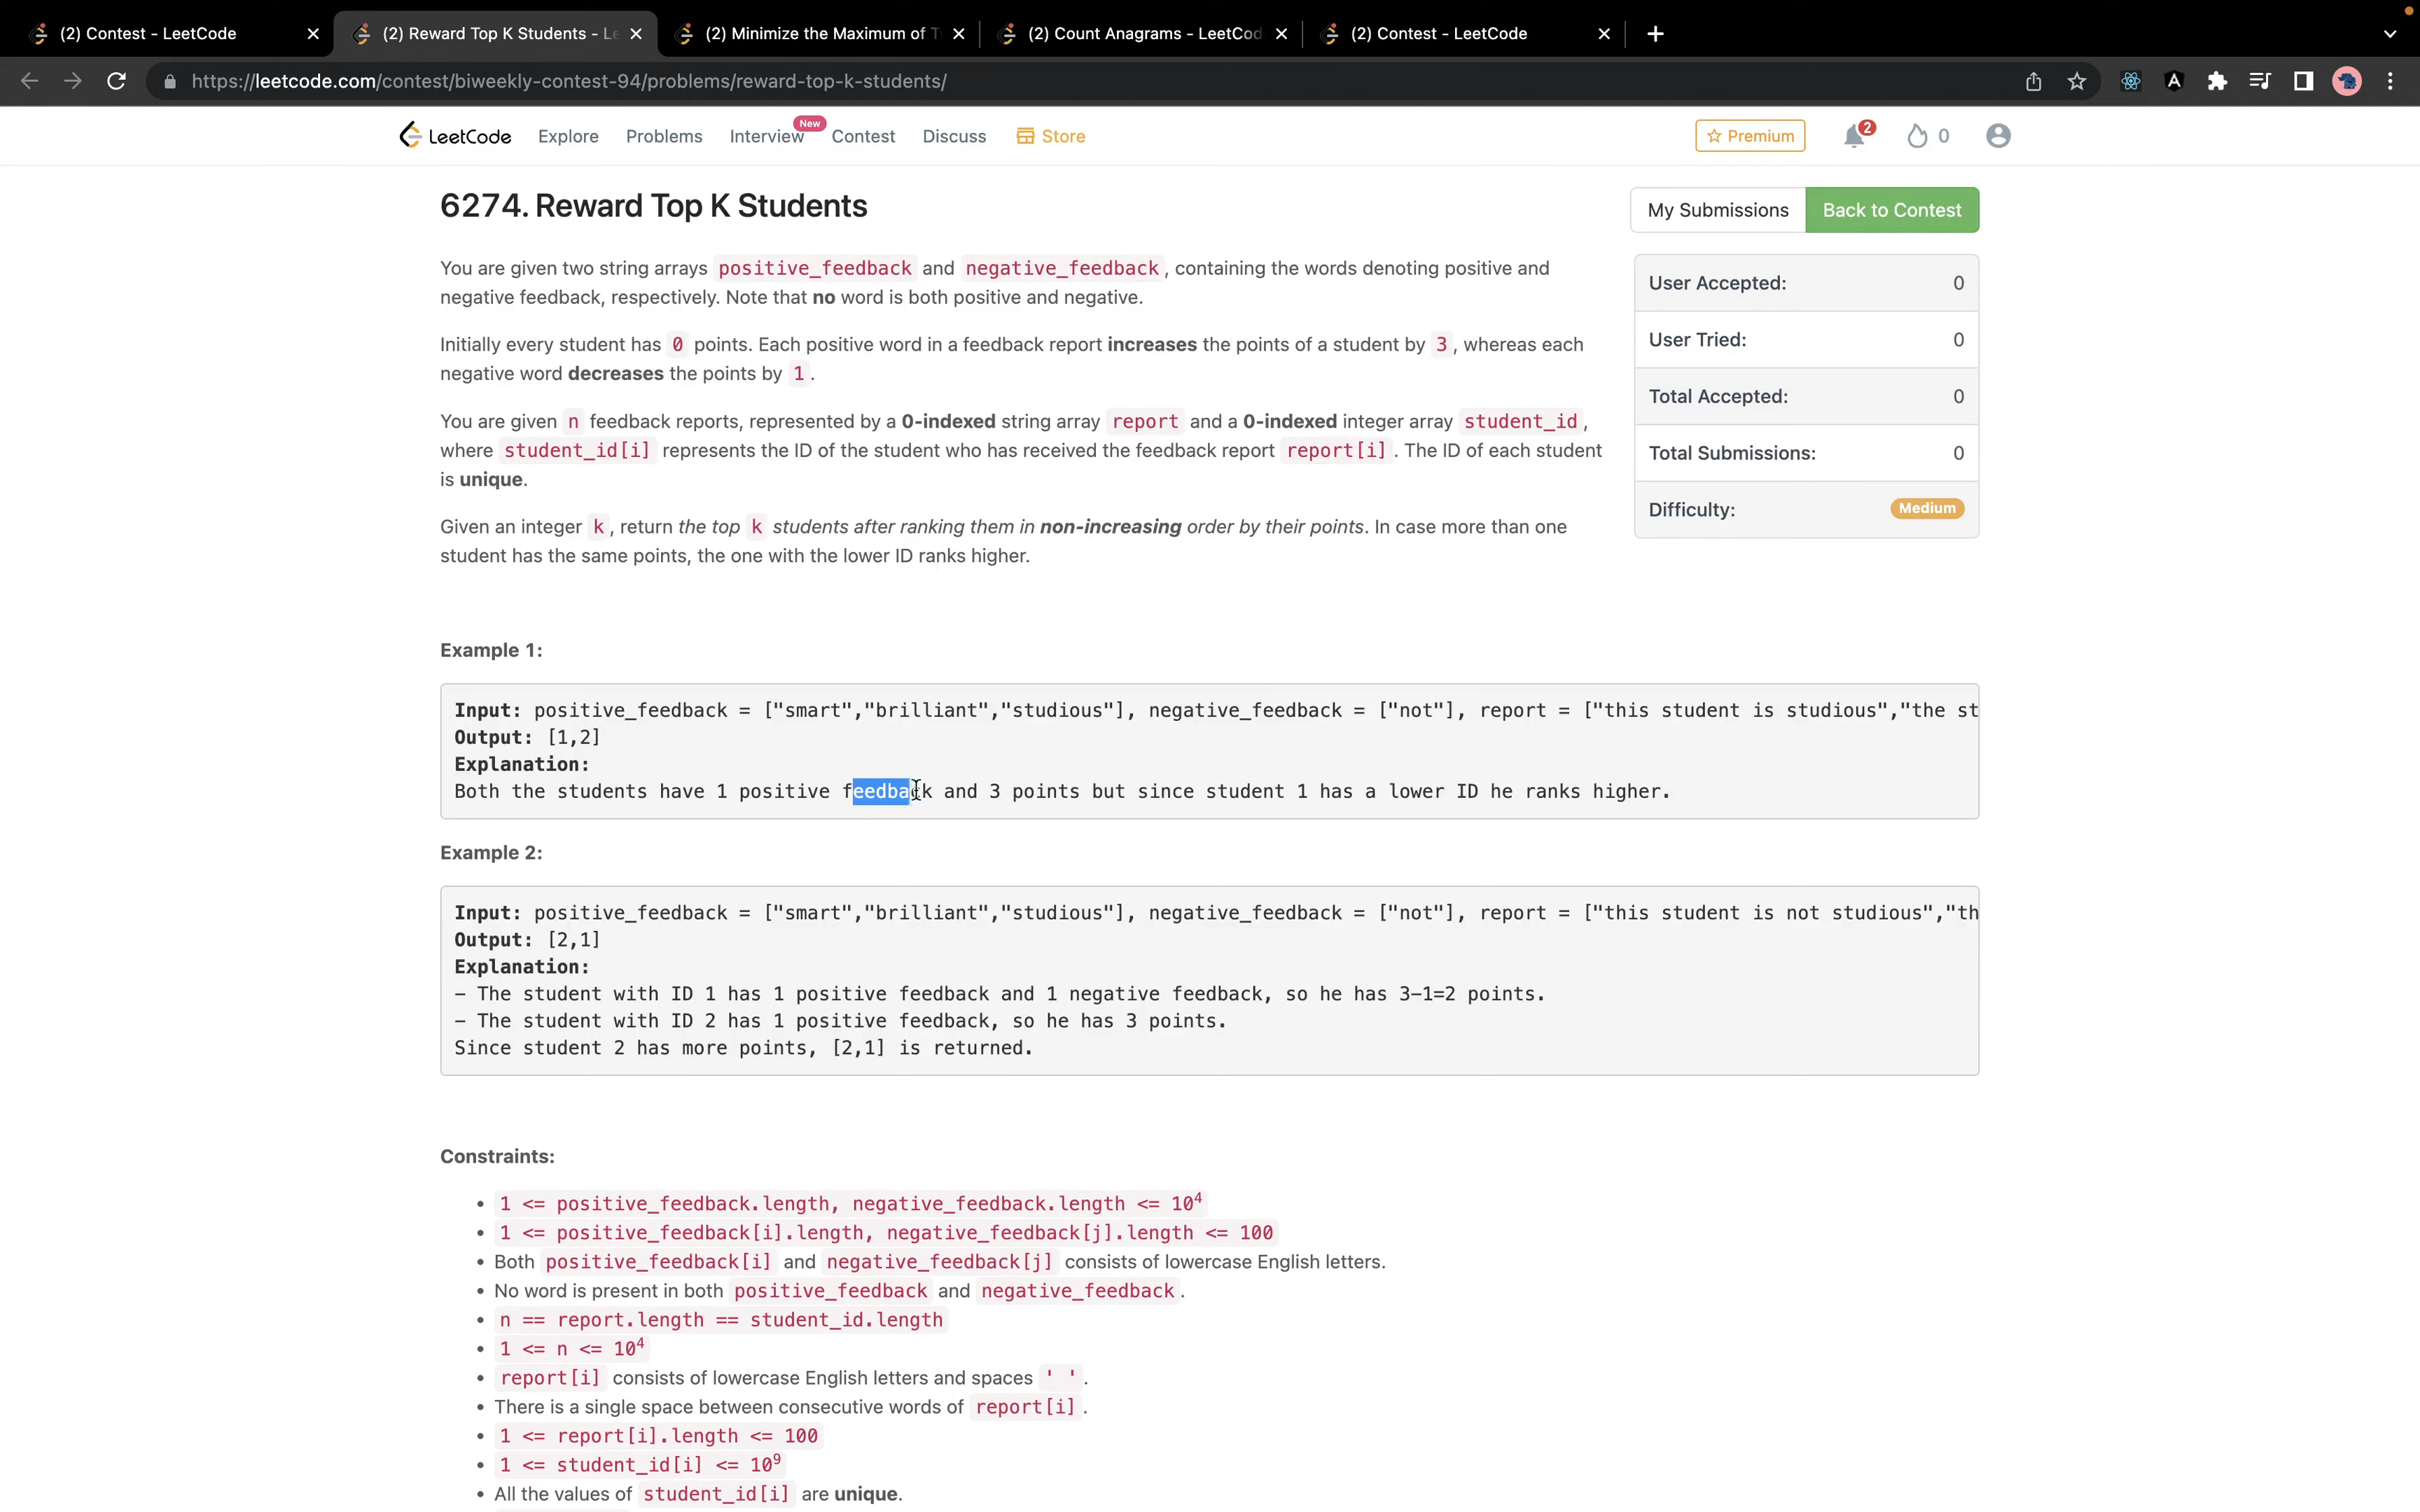 (2) Contest - LeetCode
(2) Reward Top K Students - Le
(2) Minimize the Maximum of T
(2) Count Anagrams - LeetCod
(2) Contest - LeetCode
https://leetcode.com/contest/biweekly-contest-94/problems/reward-top-k-students/
LeetCode Explore Problems Interview New Contest Discuss Store Premium 2 0
6274. Reward Top K Students
My Submissions Back to Contest
You are given two string arrays positive_feedback and negative_feedback, containing the words denoting positive and
negative feedback, respectively. Note that no word is both positive and negative.
Initially every student has 0 points. Each positive word in a feedback report increases the points of a student by 3, whereas each
negative word decreases the points by 1.
You are given n feedback reports, represented by a 0-indexed string array report and a 0-indexed integer array student_id,
where student_id[i] represents the ID of the student who has received the feedback report report[i]. The ID of each student
is unique.
Given an integer k, return the top k students after ranking them in non-increasing order by their points. In case more than one
student has the same points, the one with the lower ID ranks higher.
User Accepted: 0
User Tried: 0
Total Accepted: 0
Total Submissions: 0
Difficulty: Medium
Example 1:
Input: positive_feedback = ["smart","brilliant","studious"], negative_feedback = ["not"], report = ["this student is studious","the st
Output: [1,2]
Explanation:
Both the students have 1 positive feedback and 3 points but since student 1 has a lower ID he ranks higher.
Example 2:
Input: positive_feedback = ["smart","brilliant","studious"], negative_feedback = ["not"], report = ["this student is not studious","th
Output: [2,1]
Explanation:
- The student with ID 1 has 1 positive feedback and 1 negative feedback, so he has 3-1=2 points.
- The student with ID 2 has 1 positive feedback, so he has 3 points.
Since student 2 has more points, [2,1] is returned.
Constraints:
• 1 <= positive_feedback.length, negative_feedback.length <= 10⁴
• 1 <= positive_feedback[i].length, negative_feedback[j].length <= 100
• Both positive_feedback[i] and negative_feedback[j] consists of lowercase English letters.
• No word is present in both positive_feedback and negative_feedback.
• n == report.length == student_id.length
• 1 <= n <= 10⁴
• report[i] consists of lowercase English letters and spaces ' '.
• There is a single space between consecutive words of report[i].
• 1 <= report[i].length <= 100
• 1 <= student_id[i] <= 10⁹
• All the values of student_id[i] are unique.